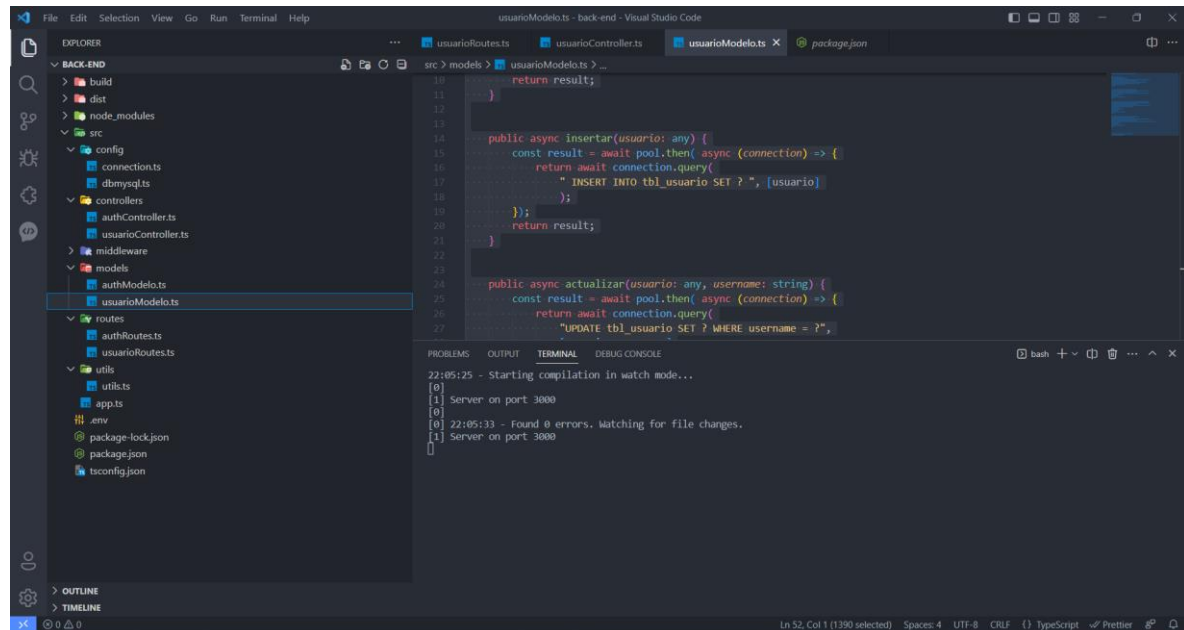 File Edit Selection View Go Run Terminal Help
usuarioModelo.ts - back-end - Visual Studio Code
EXPLORER
BACK-END
build
dist
node_modules
src
config
connection.ts
dbmysql.ts
controllers
authController.ts
usuarioController.ts
middleware
models
authModelo.ts
usuarioModelo.ts
routes
authRoutes.ts
usuarioRoutes.ts
utils
utils.ts
app.ts
.env
package-lock.json
package.json
tsconfig.json
OUTLINE
TIMELINE
usuarioRoutes.ts usuarioController.ts usuarioModelo.ts package.json
src > models > usuarioModelo.ts > ...
10 return result;
11 }
12
13
14 public async insertar(usuario: any) {
15 const result = await pool.then( async (connection) => {
16 return await connection.query(
17 " INSERT INTO tbl_usuario SET ? ", [usuario]
18 );
19 });
20 return result;
21 }
22
23
24 public async actualizar(usuario: any, username: string) {
25 const result = await pool.then( async (connection) => {
26 return await connection.query(
27 "UPDATE tbl_usuario SET ? WHERE username = ?",
PROBLEMS OUTPUT TERMINAL DEBUG CONSOLE
bash
22:05:25 - Starting compilation in watch mode...
[0]
[1] Server on port 3000
[0]
[0] 22:05:33 - Found 0 errors. Watching for file changes.
[1] Server on port 3000
0 0 Ln 52, Col 1 (1390 selected) Spaces: 4 UTF-8 CRLF {} TypeScript Prettier